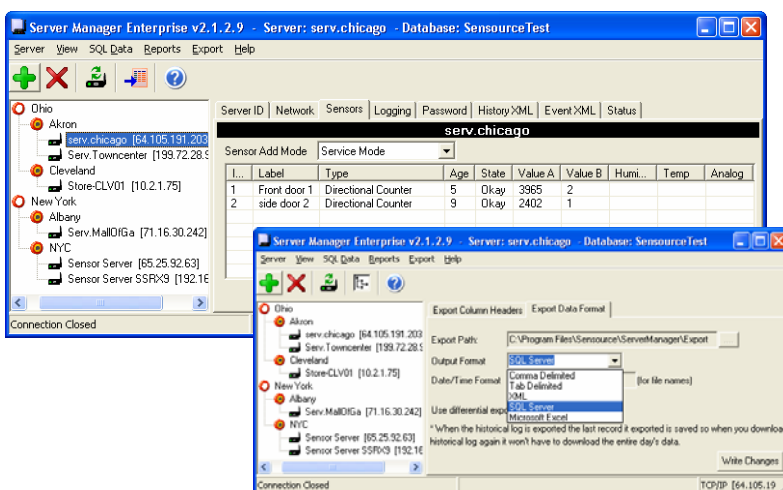 Server Manager Enterprise v2.1.2.9 - Server: serv.chicago - Database: SensourceTest
Server View SQL Data Reports Export Help
Ohio
Akron
serv.chicago [64.105.191.203
Serv.Towncenter [199.72.28.9
Cleveland
Store-CLV01 [10.2.1.75]
New York
Albany
Serv.MallOfGa [71.16.30.242]
NYC
Sensor Server [65.25.92.63]
Sensor Server SSRX9 [192.16
Connection Closed
Server ID Network Sensors Logging Password History XML Event XML Status
serv.chicago
Sensor Add Mode Service Mode
I... Label Type Age State Value A Value B Humi... Temp Analog
1 Front door 1 Directional Counter 5 Okay 3965 2
2 side door 2 Directional Counter 9 Okay 2402 1
Server Manager Enterprise v2.1.2.9 - Server: serv.chicago - Database: SensourceTest
Server View SQL Data Reports Export Help
Ohio
Akron
serv.chicago [64.105.191.203
Serv.Towncenter [199.72.28.9
Cleveland
Store-CLV01 [10.2.1.75]
New York
Albany
Serv.MallOfGa [71.16.30.242]
NYC
Sensor Server [65.25.92.63]
Sensor Server SSRX9 [192.16
Export Column Headers Export Data Format
Export Path: C:\Program Files\Sensource\ServerManager\Export
Output Format SQL Server
Comma Delimited
Tab Delimited
XML
SQL Server
Microsoft Excel
Date/Time Format (for file names)
Use differential expo
* When the historical log is exported the last record it exported is saved so when you downloa
historical log again it won't have to download the entire day's data.
Write Changes
Connection Closed TCP/IP [64.105.19